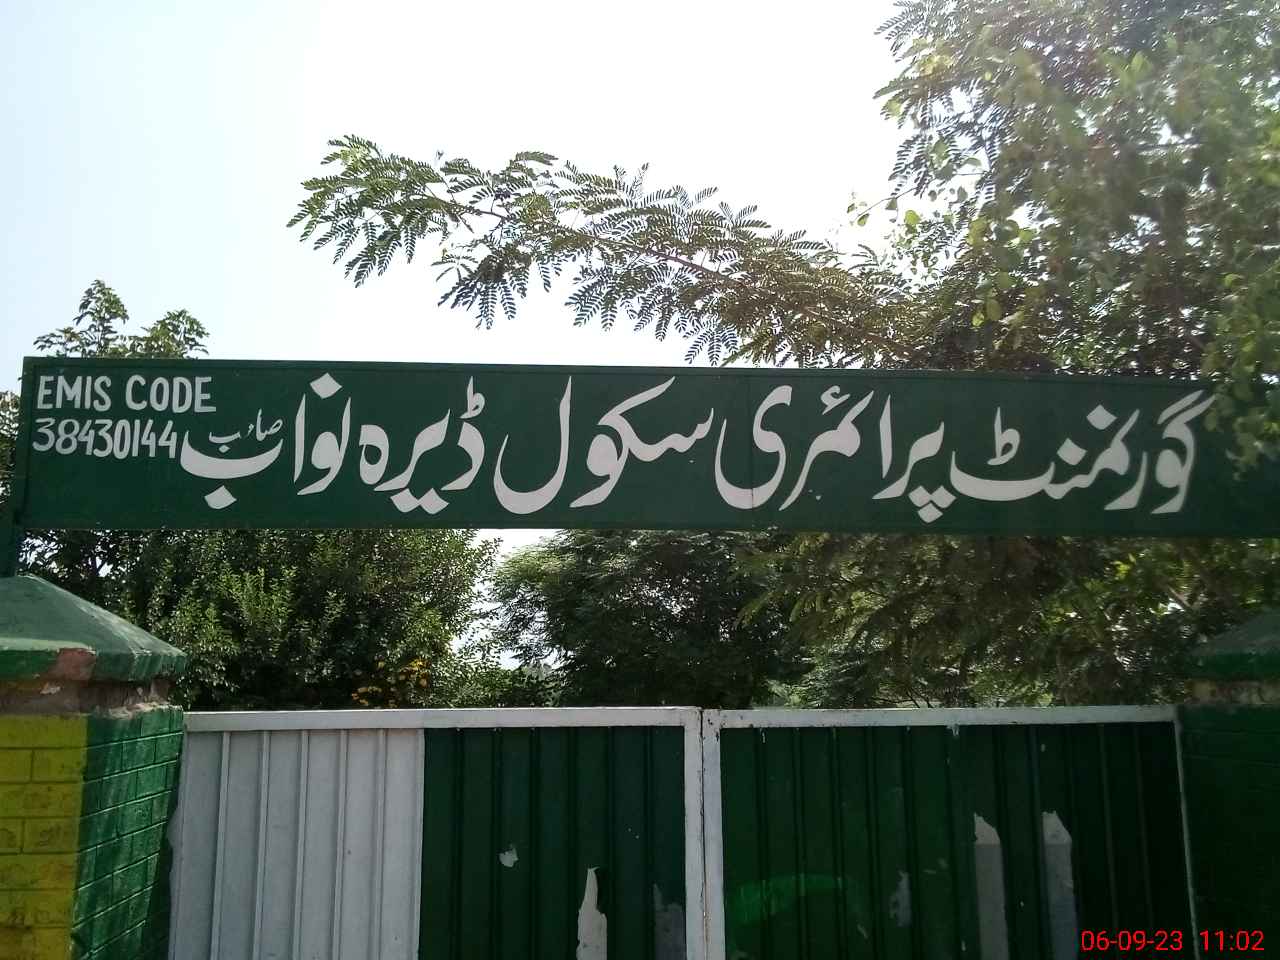 گورنمنٹ پرائمری سکول ڈیرہ نواب صاحب
EMIS CODE
38430144
06-09-23 11:02